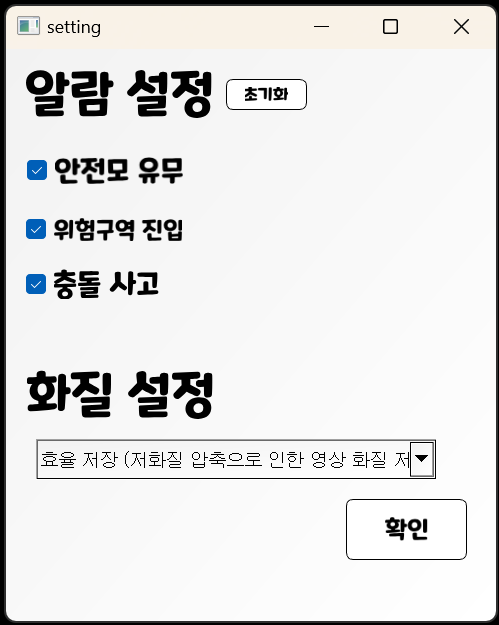 setting
알람 설정 초기화
안전모 유무
위험구역 진입
충돌 사고
화질 설정
효율 저장 (저화질 압축으로 인한 영상 화질 저
확인